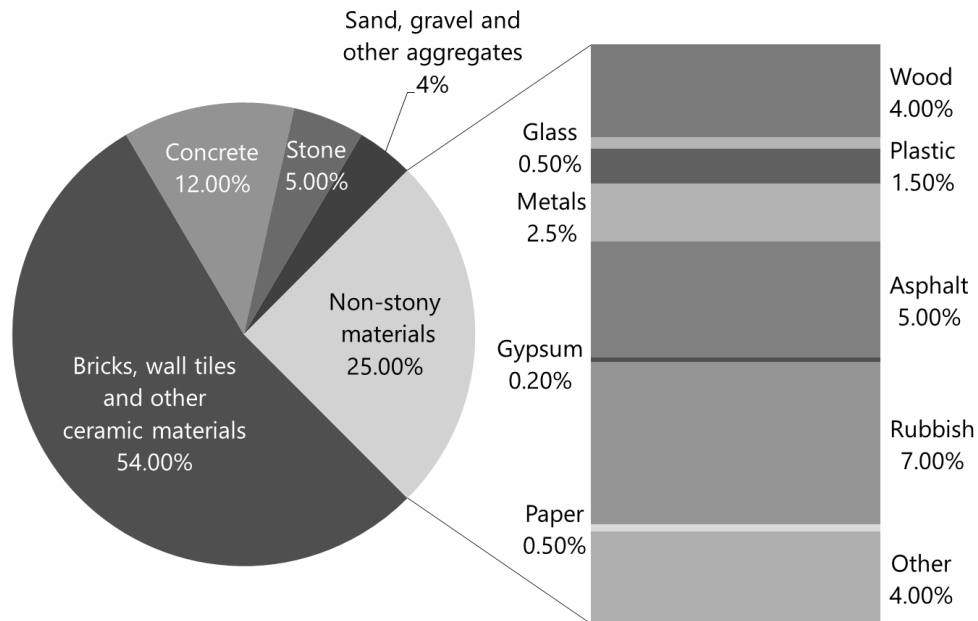 Sand, gravel and
other aggregates
4%
Concrete
12.00%
Stone
5.00%
Non-stony
materials
25.00%
Bricks, wall tiles
and other
ceramic materials
54.00%
Wood
4.00%
Glass
0.50%
Plastic
1.50%
Metals
2.5%
Asphalt
5.00%
Gypsum
0.20%
Rubbish
7.00%
Paper
0.50%
Other
4.00%